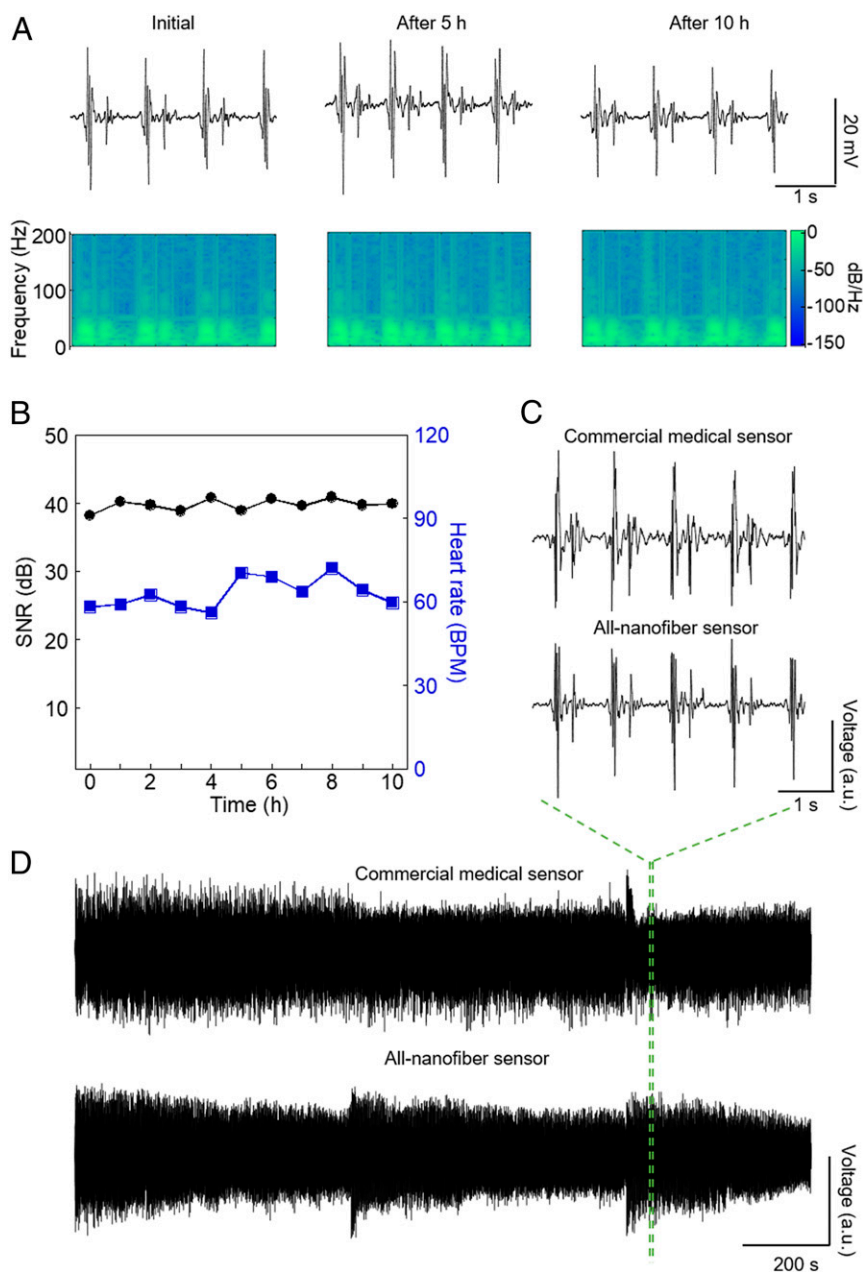 A
Initial
After 5 h
After 10 h
20 mV
1 s
Frequency (Hz)
200
100
0
0
-50
-100
-150
dB/Hz
B
SNR (dB)
50
40
30
20
10
120
90
60
30
0
Heart rate (BPM)
0 2 4 6 8 10
Time (h)
C
Commercial medical sensor
All-nanofiber sensor
Voltage (a.u.)
1 s
D
Commercial medical sensor
All-nanofiber sensor
Voltage (a.u.)
200 s